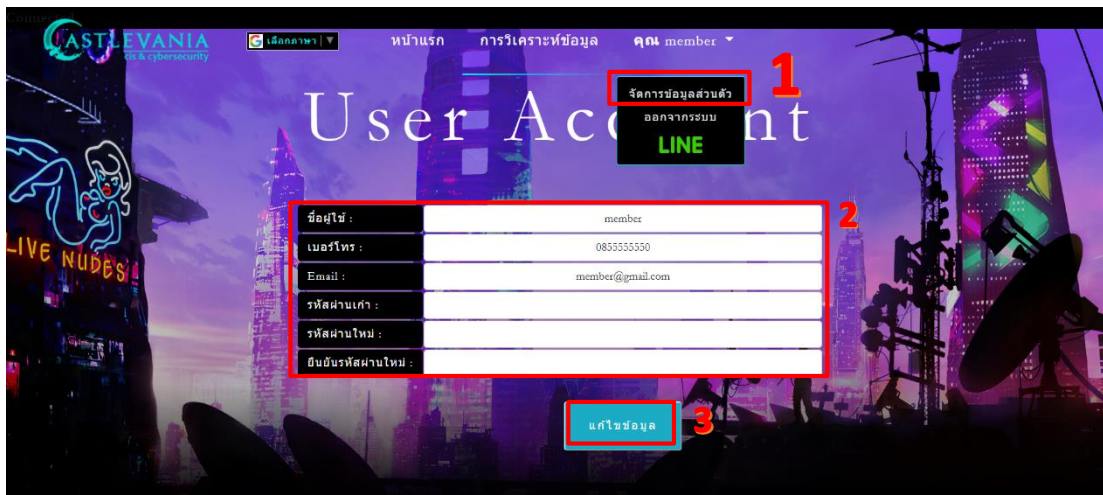 Connected
CASTLEVANIA
cis & cybersecurity
เลือกภาษา | ▼
หน้าแรก
การวิเคราะห์ข้อมูล
คุณ member
1
จัดการข้อมูลส่วนตัว
ออกจากระบบ
LINE
User Acc nt
2
ชื่อผู้ใช้ : member
เบอร์โทร : 0855555550
Email : member@gmail.com
รหัสผ่านเก่า :
รหัสผ่านใหม่ :
ยืนยันรหัสผ่านใหม่ :
LIVE NUDES
แก้ไขข้อมูล
3